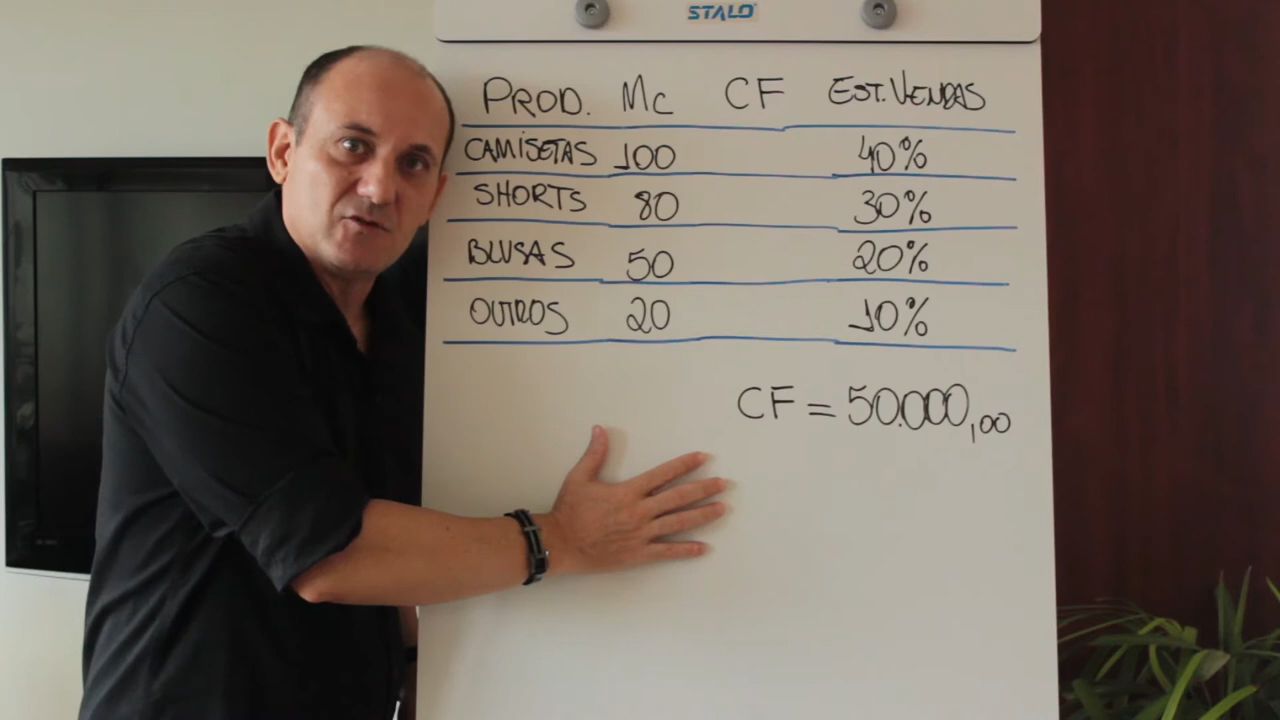 STALO
PROD. Mc CF EST. VENDAS
CAMISETAS 100 40%
SHORTS 80 30%
BLUSAS 50 20%
OUTROS 20 10%
CF = 50.000,00